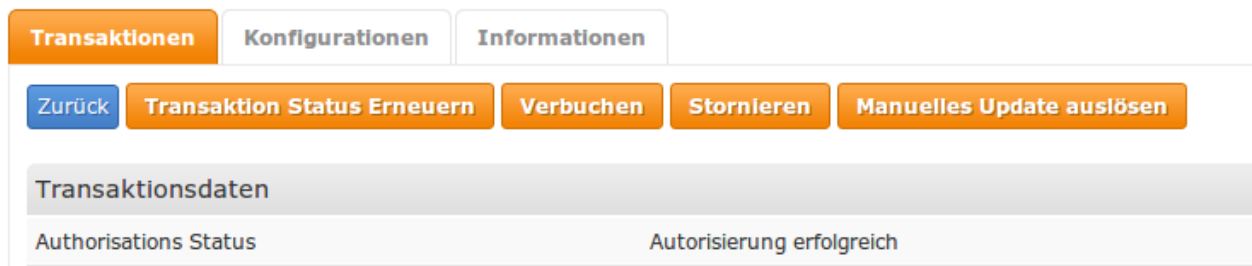 Transaktionen Konfigurationen Informationen
Zurück Transaktion Status Erneuern Verbuchen Stornieren Manuelles Update auslösen
Transaktionsdaten
Authorisations Status Autorisierung erfolgreich